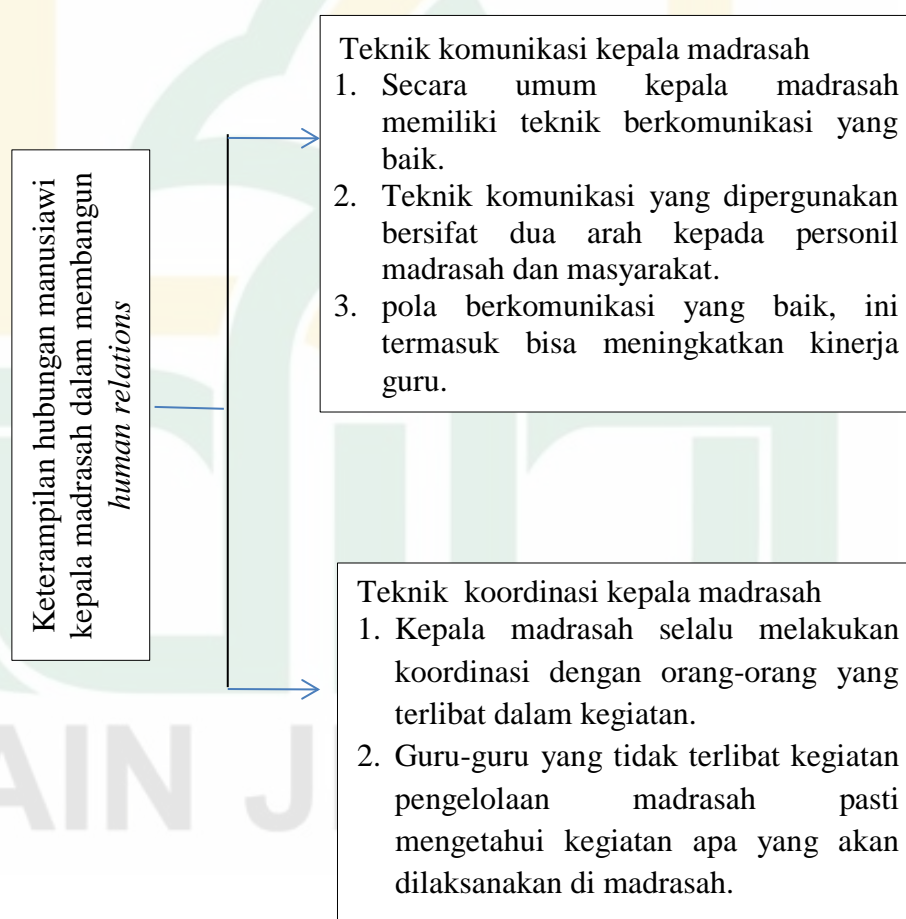 Keterampilan hubungan manusiawi
kepala madrasah dalam membangun
human relations
Teknik komunikasi kepala madrasah
1. Secara umum kepala madrasah
memiliki teknik berkomunikasi yang
baik.
2. Teknik komunikasi yang dipergunakan
bersifat dua arah kepada personil
madrasah dan masyarakat.
3. pola berkomunikasi yang baik, ini
termasuk bisa meningkatkan kinerja
guru.
Teknik koordinasi kepala madrasah
1. Kepala madrasah selalu melakukan
koordinasi dengan orang-orang yang
terlibat dalam kegiatan.
2. Guru-guru yang tidak terlibat kegiatan
pengelolaan madrasah pasti
mengetahui kegiatan apa yang akan
dilaksanakan di madrasah.